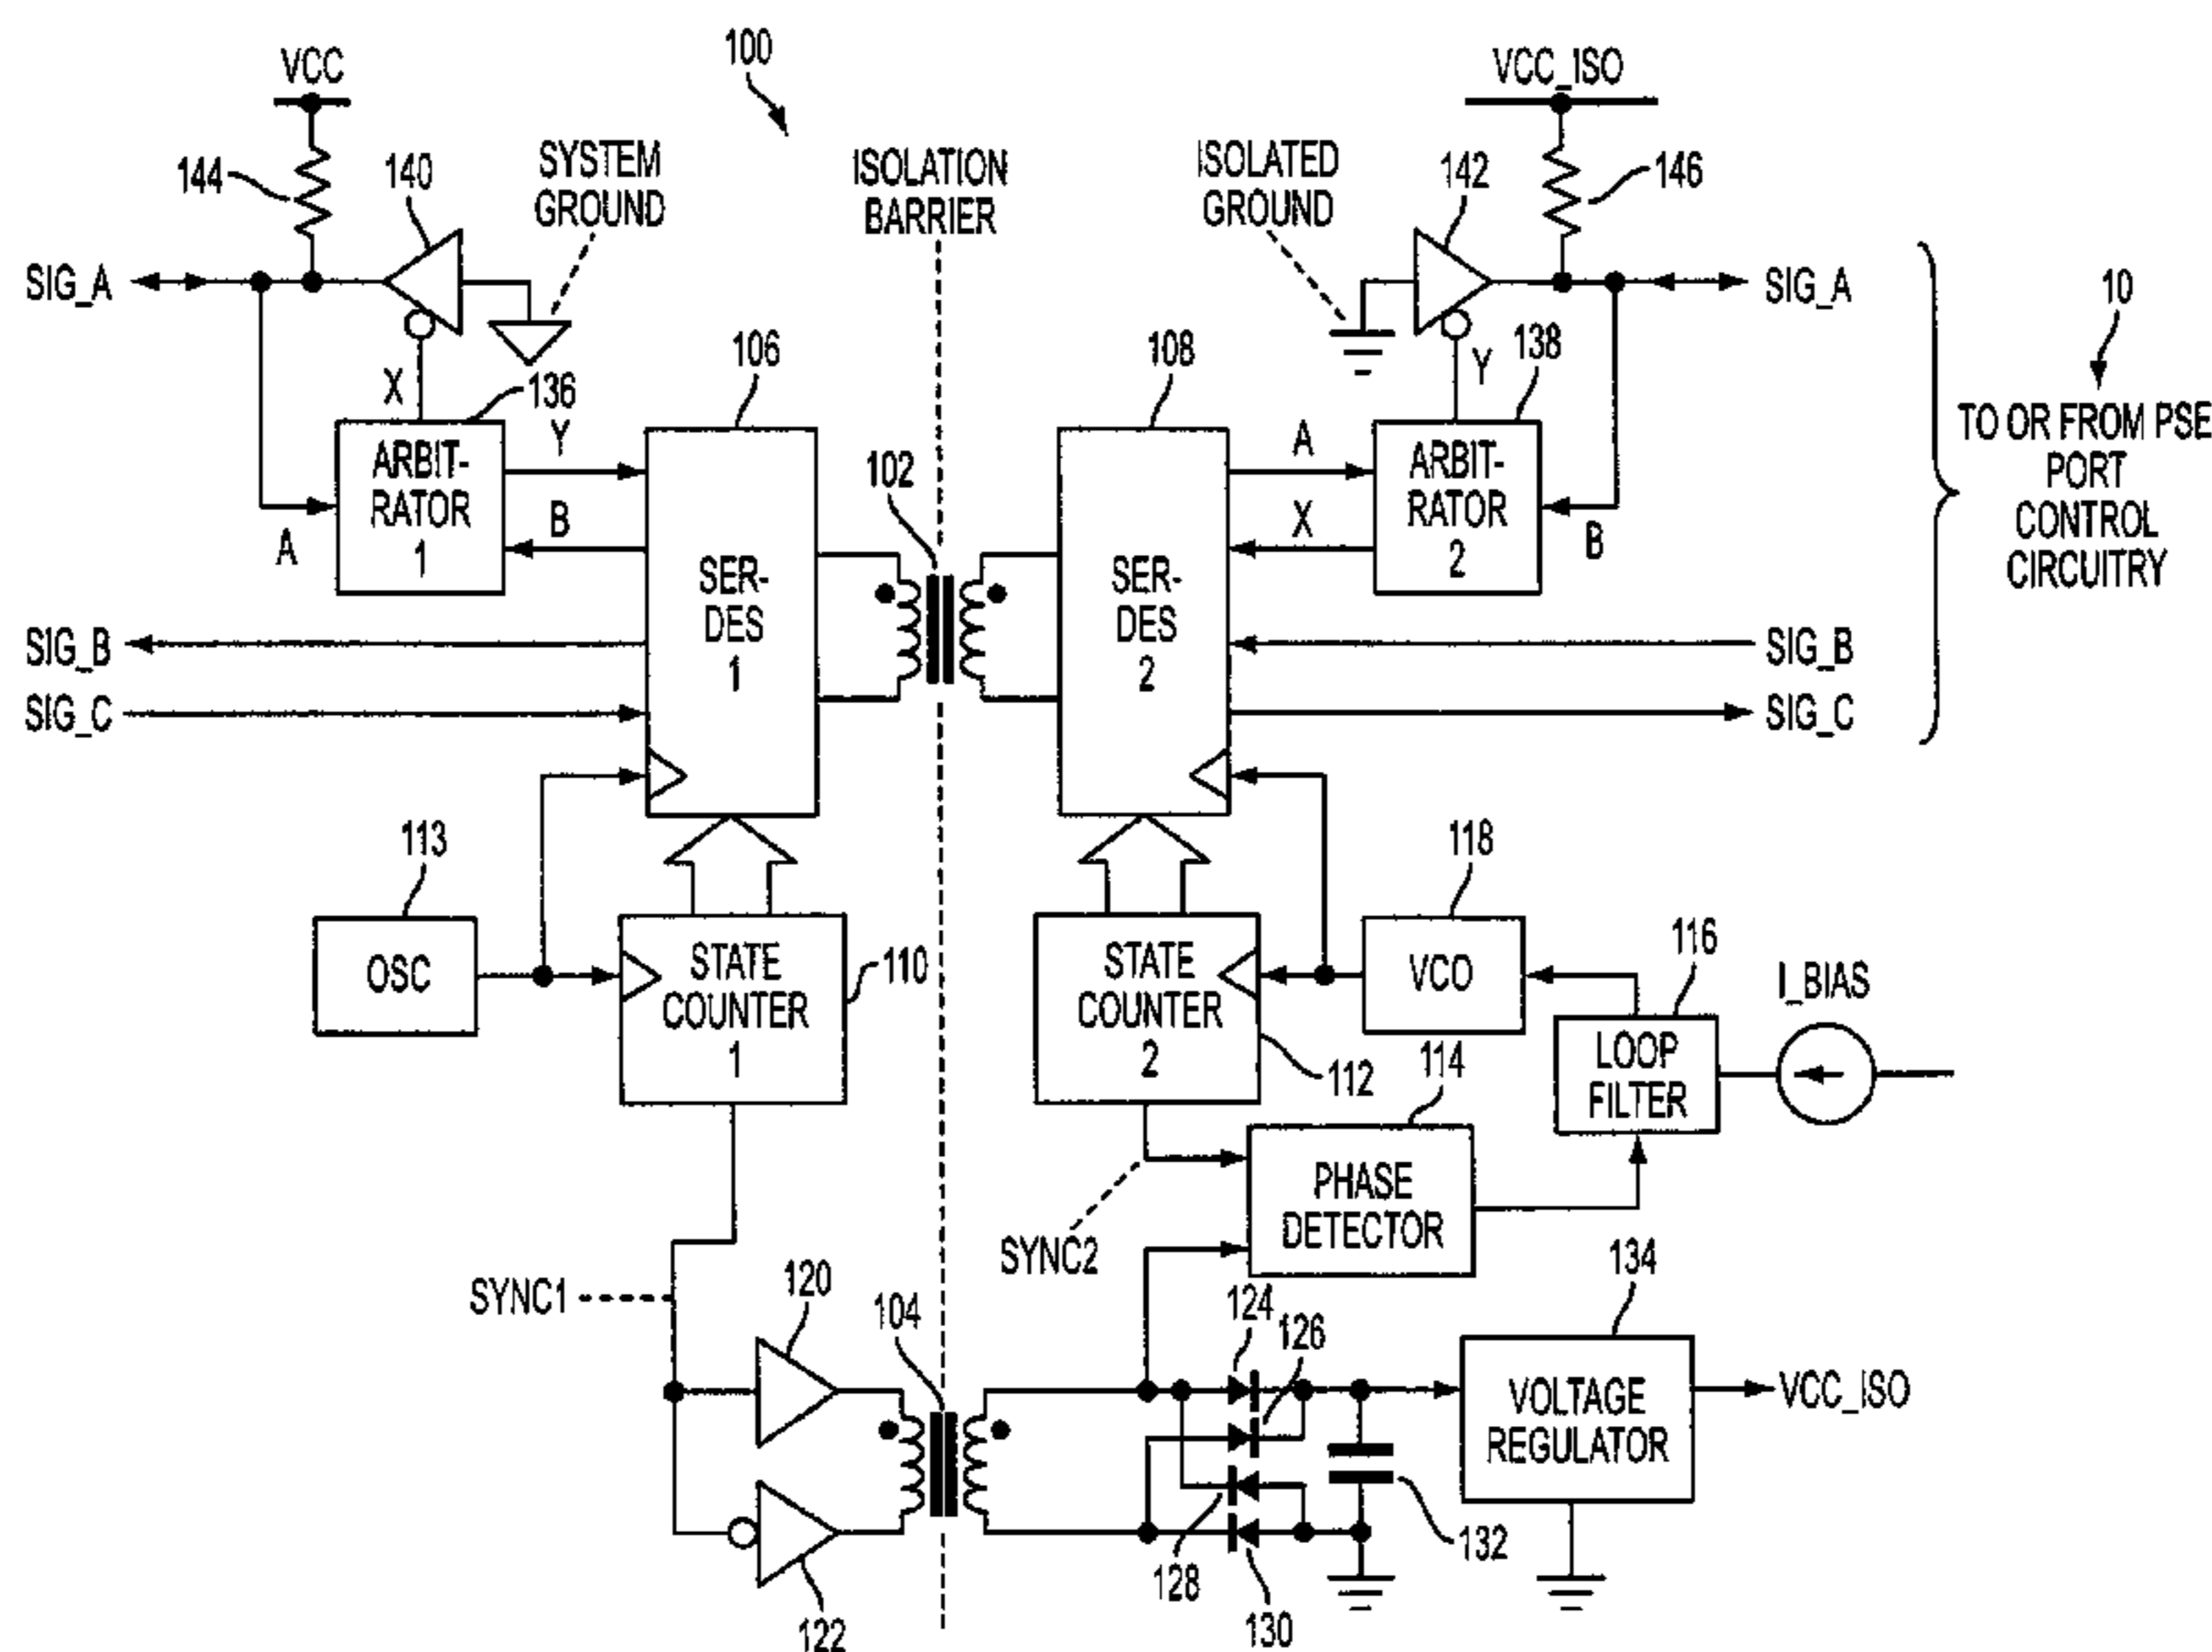 100
VCC
VCC_ISO
144
140
SYSTEM
GROUND
ISOLATION
BARRIER
ISOLATED
GROUND
142
146
SIG_A
SIG_A
10
TO OR FROM PSE
PORT
CONTROL
CIRCUITRY
X
136
Y
106
108
Y
138
ARBIT-
RATOR
1
A
B
102
SER-
DES
1
SER-
DES
2
A
X
ARBIT-
RATOR
2
B
SIG_B
SIG_B
SIG_C
SIG_C
113
OSC
STATE
COUNTER
1
110
STATE
COUNTER
2
112
118
VCO
116
I_BIAS
LOOP
FILTER
114
PHASE
DETECTOR
SYNC2
SYNC1
120
104
124
126
134
VOLTAGE
REGULATOR
VCC_ISO
122
128
130
132